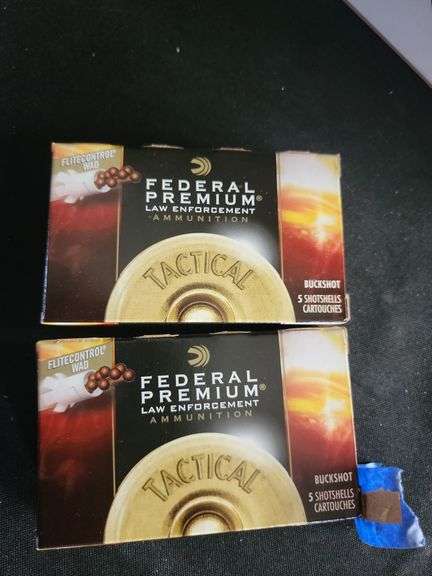 FLITECONTROL®
WAD
FEDERAL
PREMIUM®
LAW ENFORCEMENT
AMMUNITION
TACTICAL
BUCKSHOT
5 SHOTSHELLS
CARTOUCHES
FLITECONTROL®
WAD
FEDERAL
PREMIUM®
LAW ENFORCEMENT
AMMUNITION
TACTICAL
BUCKSHOT
5 SHOTSHELLS
CARTOUCHES